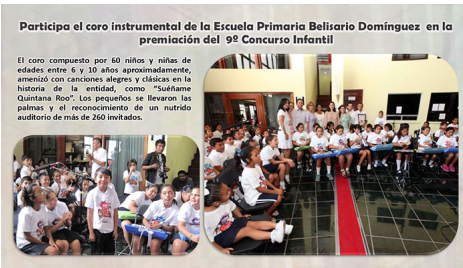 Participa el coro instrumental de la Escuela Primaria Belisario Domínguez en la
premiación del 9º Concurso Infantil
El coro compuesto por 60 niños y niñas de
edades entre 6 y 10 años aproximadamente,
amenizó con canciones alegres y clásicas en la
historia de la entidad, como "Suéñame
Quintana Roo". Los pequeños se llevaron las
palmas y el reconocimiento de un nutrido
auditorio de más de 260 invitados.